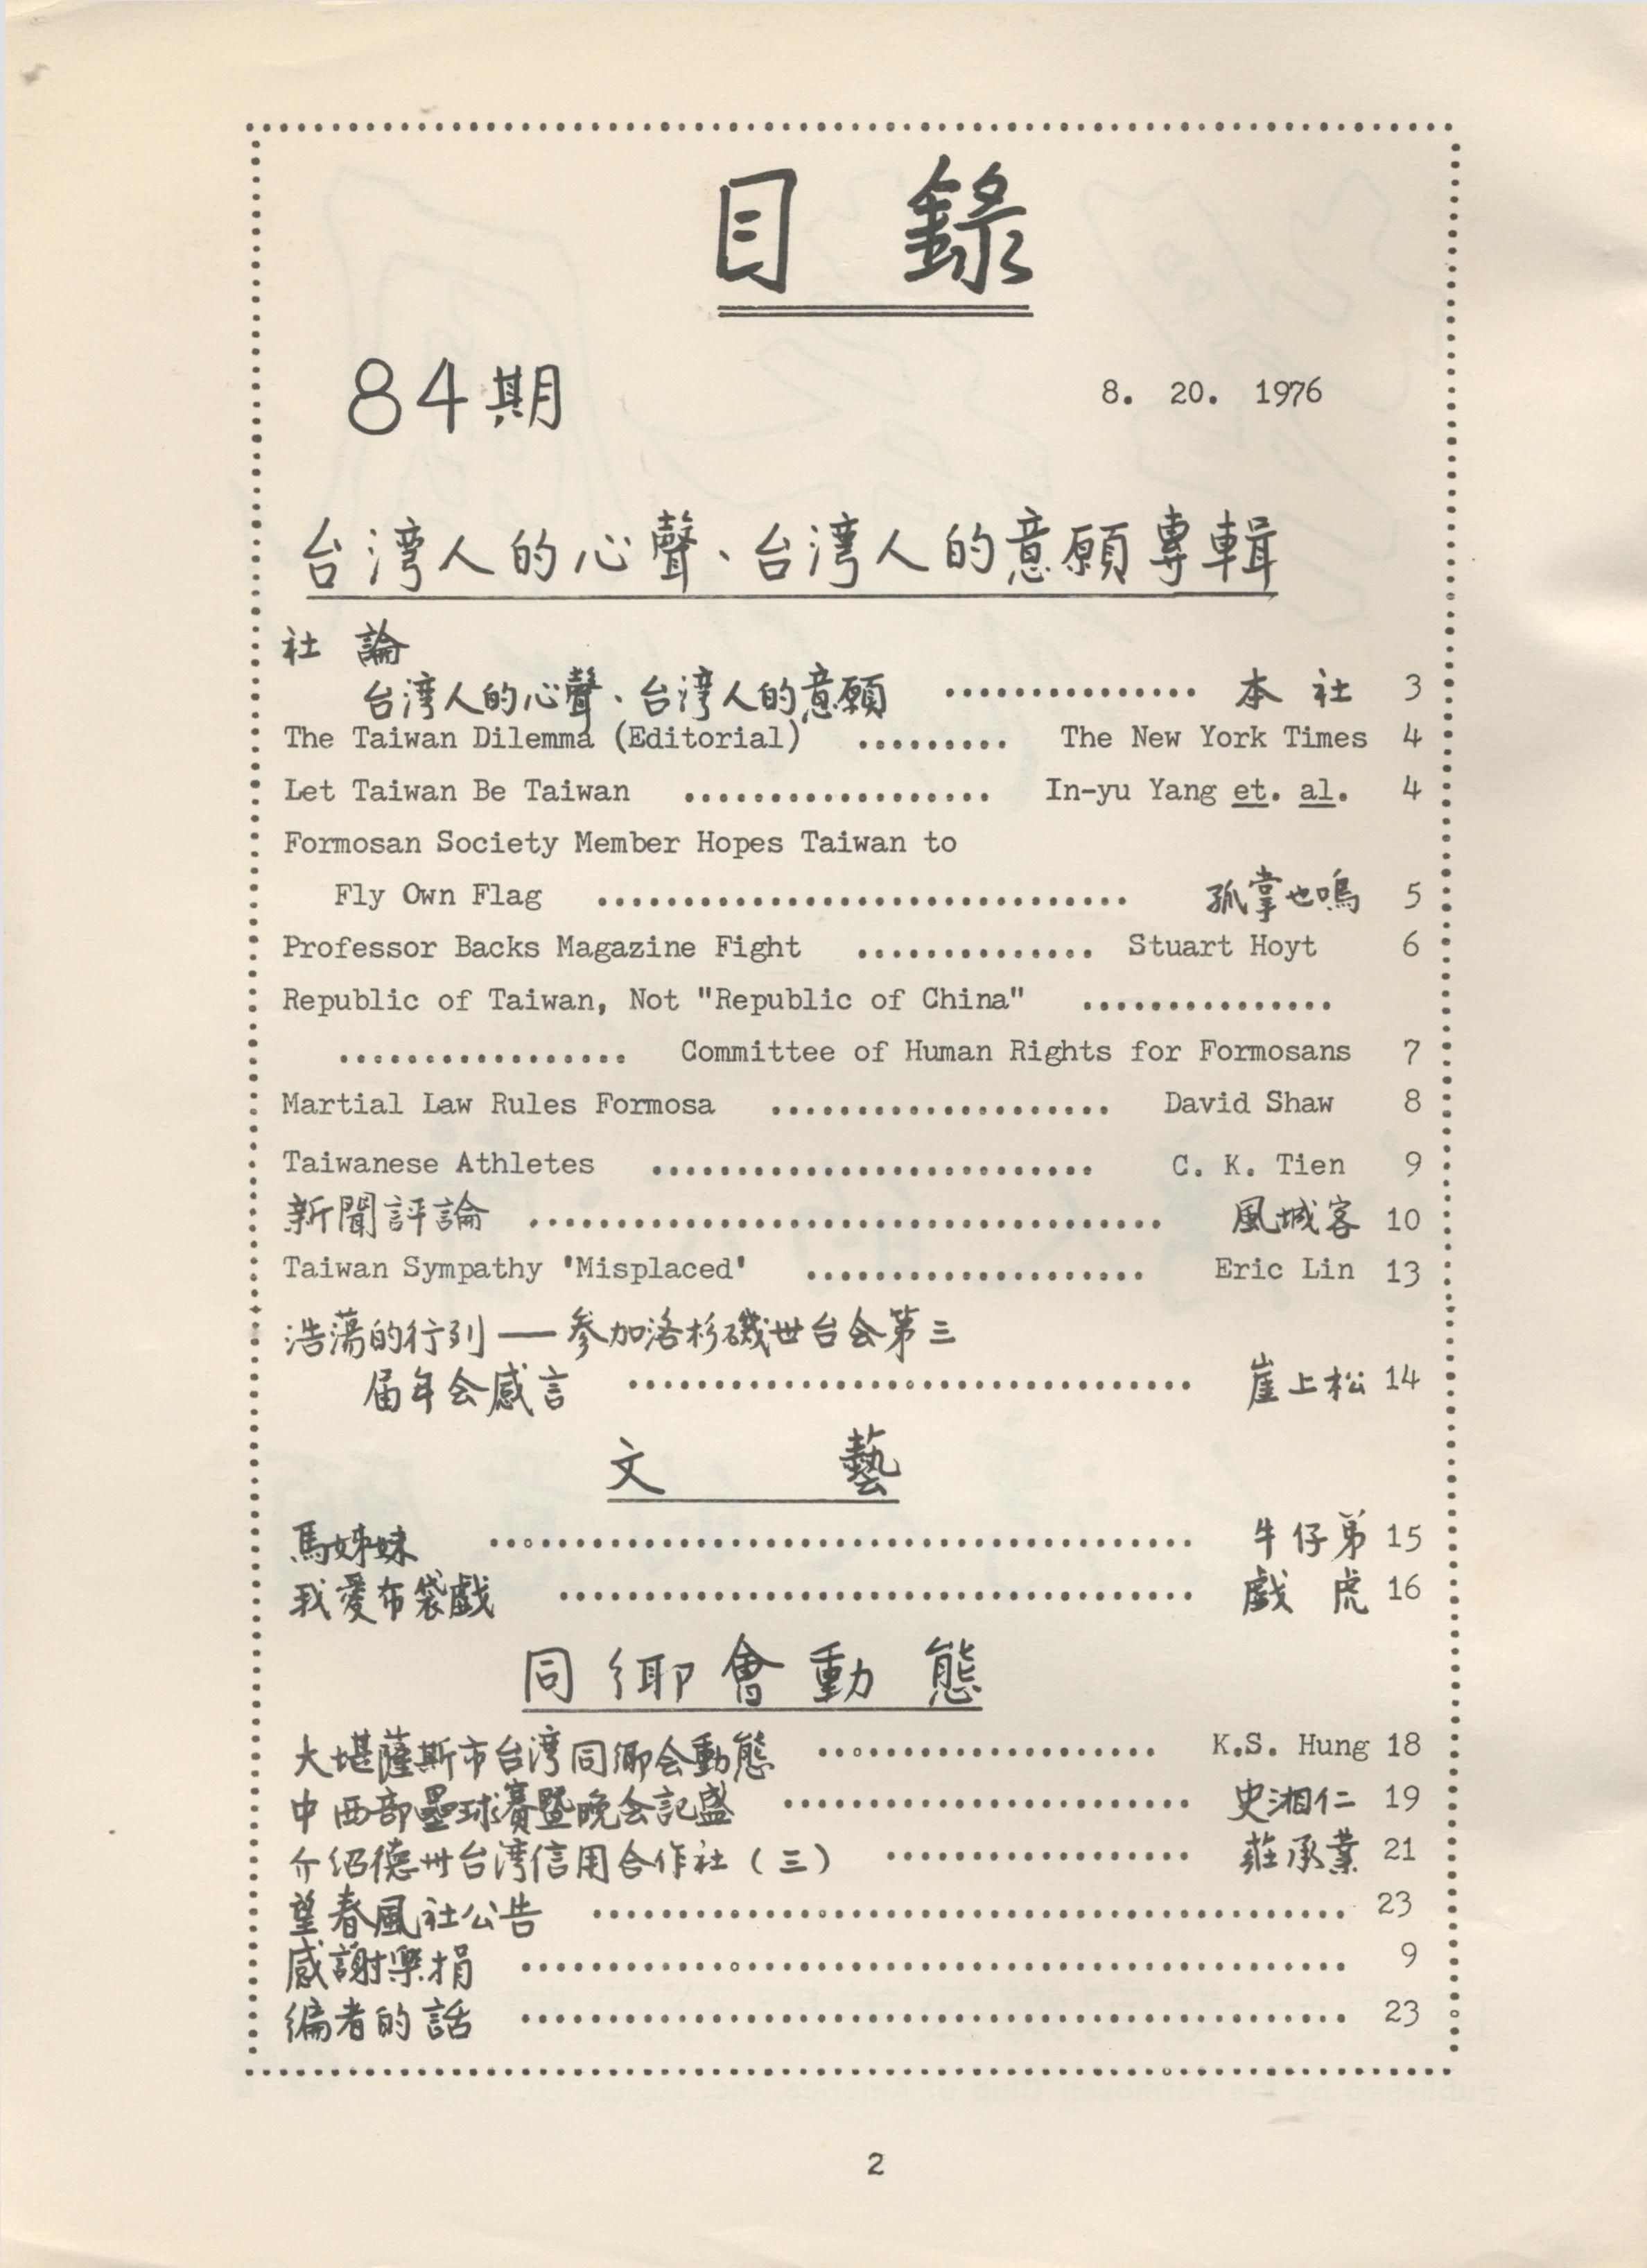 目錄
84期
8. 20. 1976
台湾人的心聲、台湾人的意願專輯
社 論
台湾人的心聲、台湾人的意願 ............... 本 社 3
The Taiwan Dilemma (Editorial) ......... The New York Times 4
Let Taiwan Be Taiwan .................. In-yu Yang et. al. 4
Formosan Society Member Hopes Taiwan to
Fly Own Flag ............................... 孤掌也鳴 5
Professor Backs Magazine Fight .............. Stuart Hoyt 6
Republic of Taiwan, Not "Republic of China" ...............
................. Committee of Human Rights for Formosans 7
Martial Law Rules Formosa .................... David Shaw 8
Taiwanese Athletes .......................... C. K. Tien 9
新聞評論 ..................................... 風城客 10
Taiwan Sympathy 'Misplaced' .................... Eric Lin 13
浩蕩的行列——參加洛杉磯世台会第三
届年会感言 ................................. 崖上松 14
文 藝
馬姊妹 ......................................... 牛仔弟 15
我愛布袋戲 ..................................... 戲 虎 16
同鄉會動態
大堪薩斯市台湾同鄉会動態 .................... K.S. Hung 18
中西部壘球賽暨晚会記盛 ........................ 史湘仁 19
介紹德州台湾信用合作社（三） .................. 莊承業 21
望春風社公告 ............................................ 23
感謝樂捐 ................................................ 9
編者的話 ................................................ 23
2